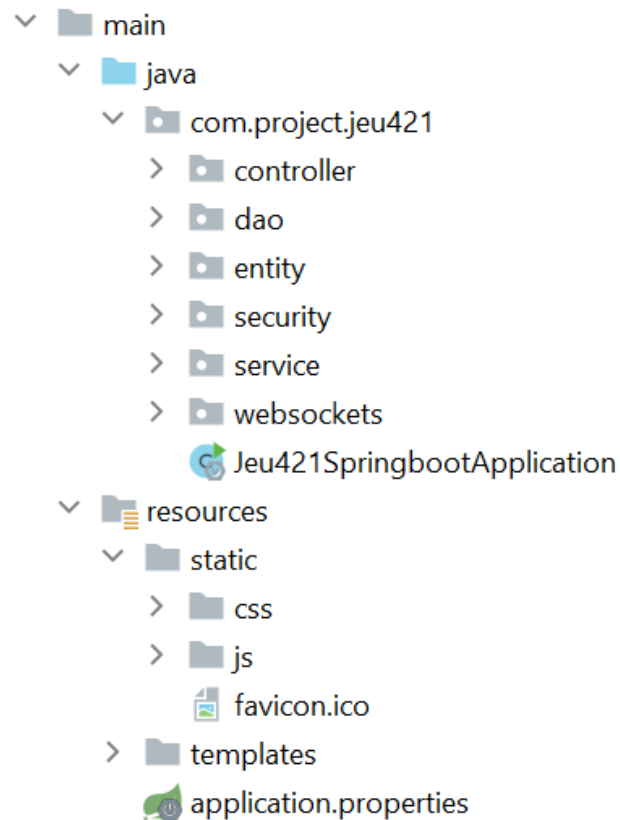 main
java
com.project.jeu421
controller
dao
entity
security
service
websockets
Jeu421SpringbootApplication
resources
static
css
js
favicon.ico
templates
application.properties